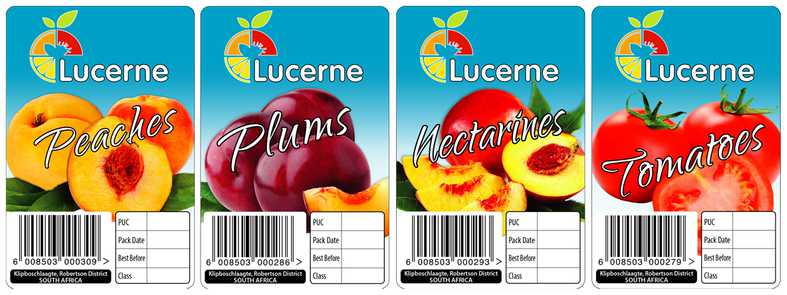 Lucerne
Peaches
PUC
Pack Date
Best Before
Class
6 008503 000309 >
Klipboschlaagte, Robertson District
SOUTH AFRICA
Lucerne
Plums
PUC
Pack Date
Best Before
Class
6 008503 000286 >
Klipboschlaagte, Robertson District
SOUTH AFRICA
Lucerne
Nectarines
PUC
Pack Date
Best Before
Class
6 008503 000293 >
Klipboschlaagte, Robertson District
SOUTH AFRICA
Lucerne
Tomatoes
PUC
Pack Date
Best Before
Class
6 008503 000279 >
Klipboschlaagte, Robertson District
SOUTH AFRICA